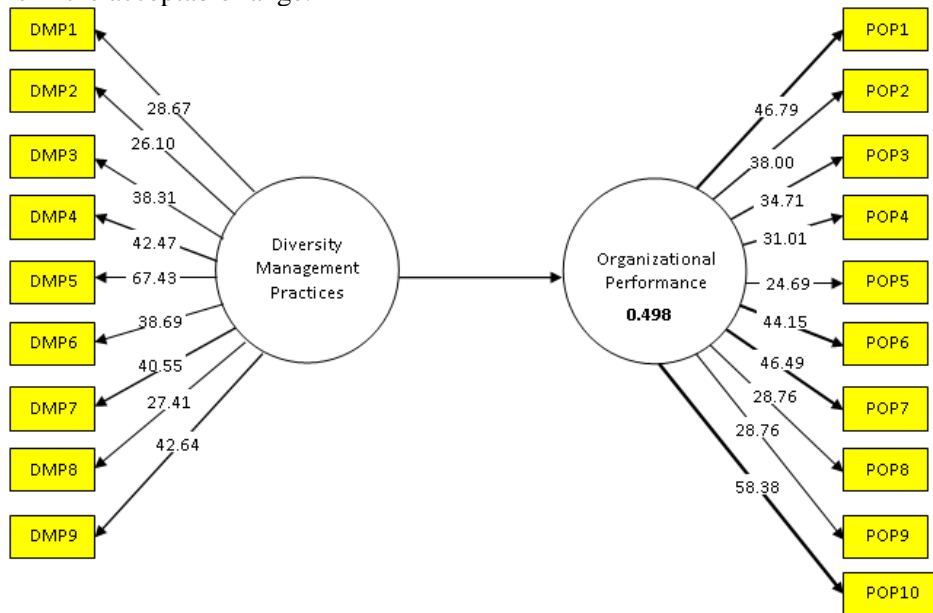 DMP1
DMP2
DMP3
DMP4
DMP5
DMP6
DMP7
DMP8
DMP9
28.67
26.10
38.31
42.47
67.43
38.69
40.55
27.41
42.64
Diversity
Management
Practices
Organizational
Performance
0.498
46.79
38.00
34.71
31.01
24.69
44.15
46.49
28.76
28.76
58.38
POP1
POP2
POP3
POP4
POP5
POP6
POP7
POP8
POP9
POP10